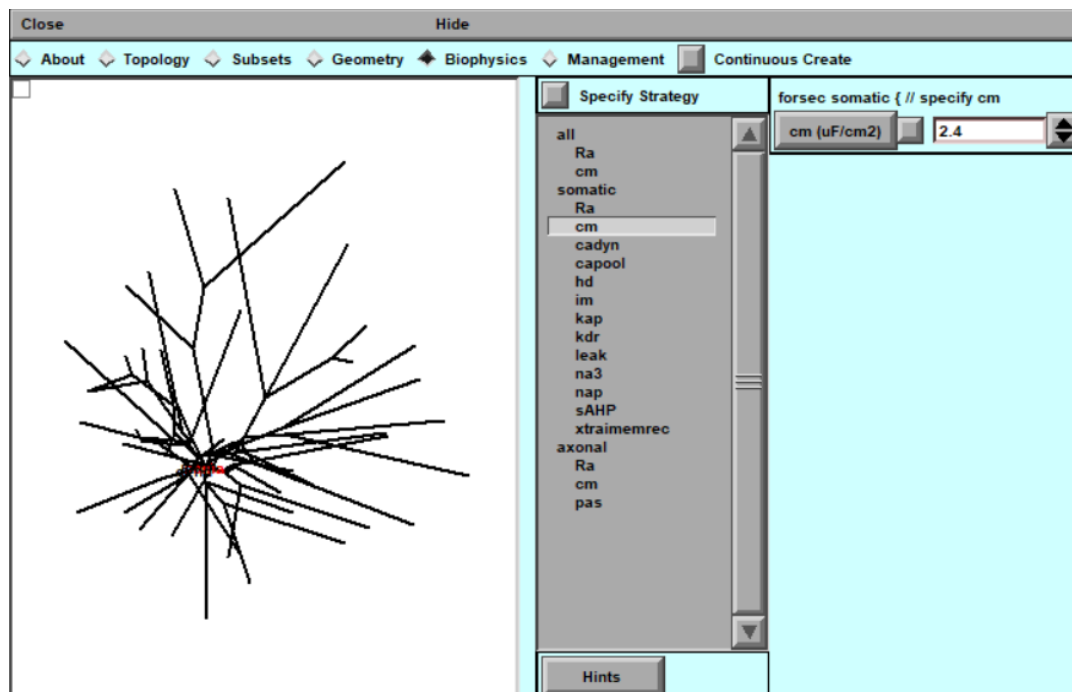 Close Hide
About Topology Subsets Geometry Biophysics Management Continuous Create
Specify Strategy
all
Ra
cm
somatic
Ra
cm
cadyn
capool
hd
im
kap
kdr
leak
na3
nap
sAHP
xtraimemrec
axonal
Ra
cm
pas
Hints
forsec somatic { // specify cm
cm (uF/cm2) 2.4